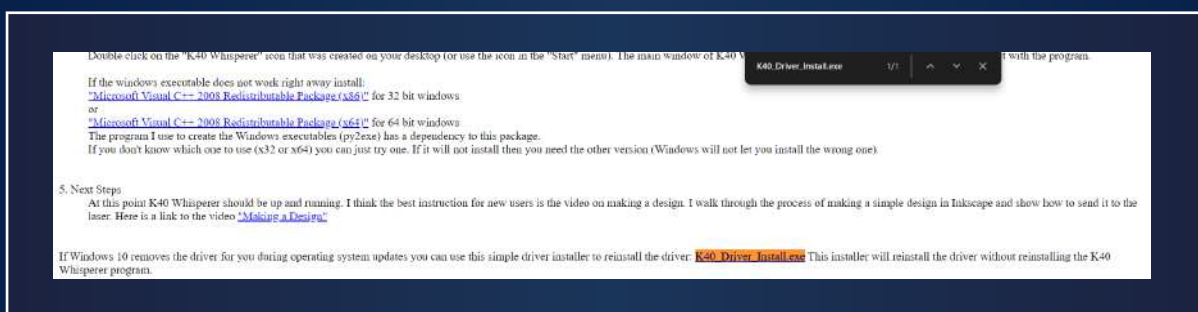 Double click on the "K40 Whisperer" icon that was created on your desktop (or use the icon in the "Start" menu). The main window of K40 t with the program.
K40_Driver_Install.exe 1/1
If the windows executable does not work right away install:
"Microsoft Visual C++ 2008 Redistributable Package (x86)" for 32 bit windows
or
"Microsoft Visual C++ 2008 Redistributable Package (x64)" for 64 bit windows
The program I use to create the Windows executables (py2exe) has a dependency to this package.
If you don't know which one to use (x32 or x64) you can just try one. If it will not install then you need the other version (Windows will not let you install the wrong one).
5. Next Steps
At this point K40 Whisperer should be up and running. I think the best instruction for new users is the video on making a design. I walk through the process of making a simple design in Inkscape and show how to send it to the
laser. Here is a link to the video "Making a Design"
If Windows 10 removes the driver for you during operating system updates you can use this simple driver installer to reinstall the driver: K40_Driver_Install.exe This installer will reinstall the driver without reinstalling the K40
Whisperer program.